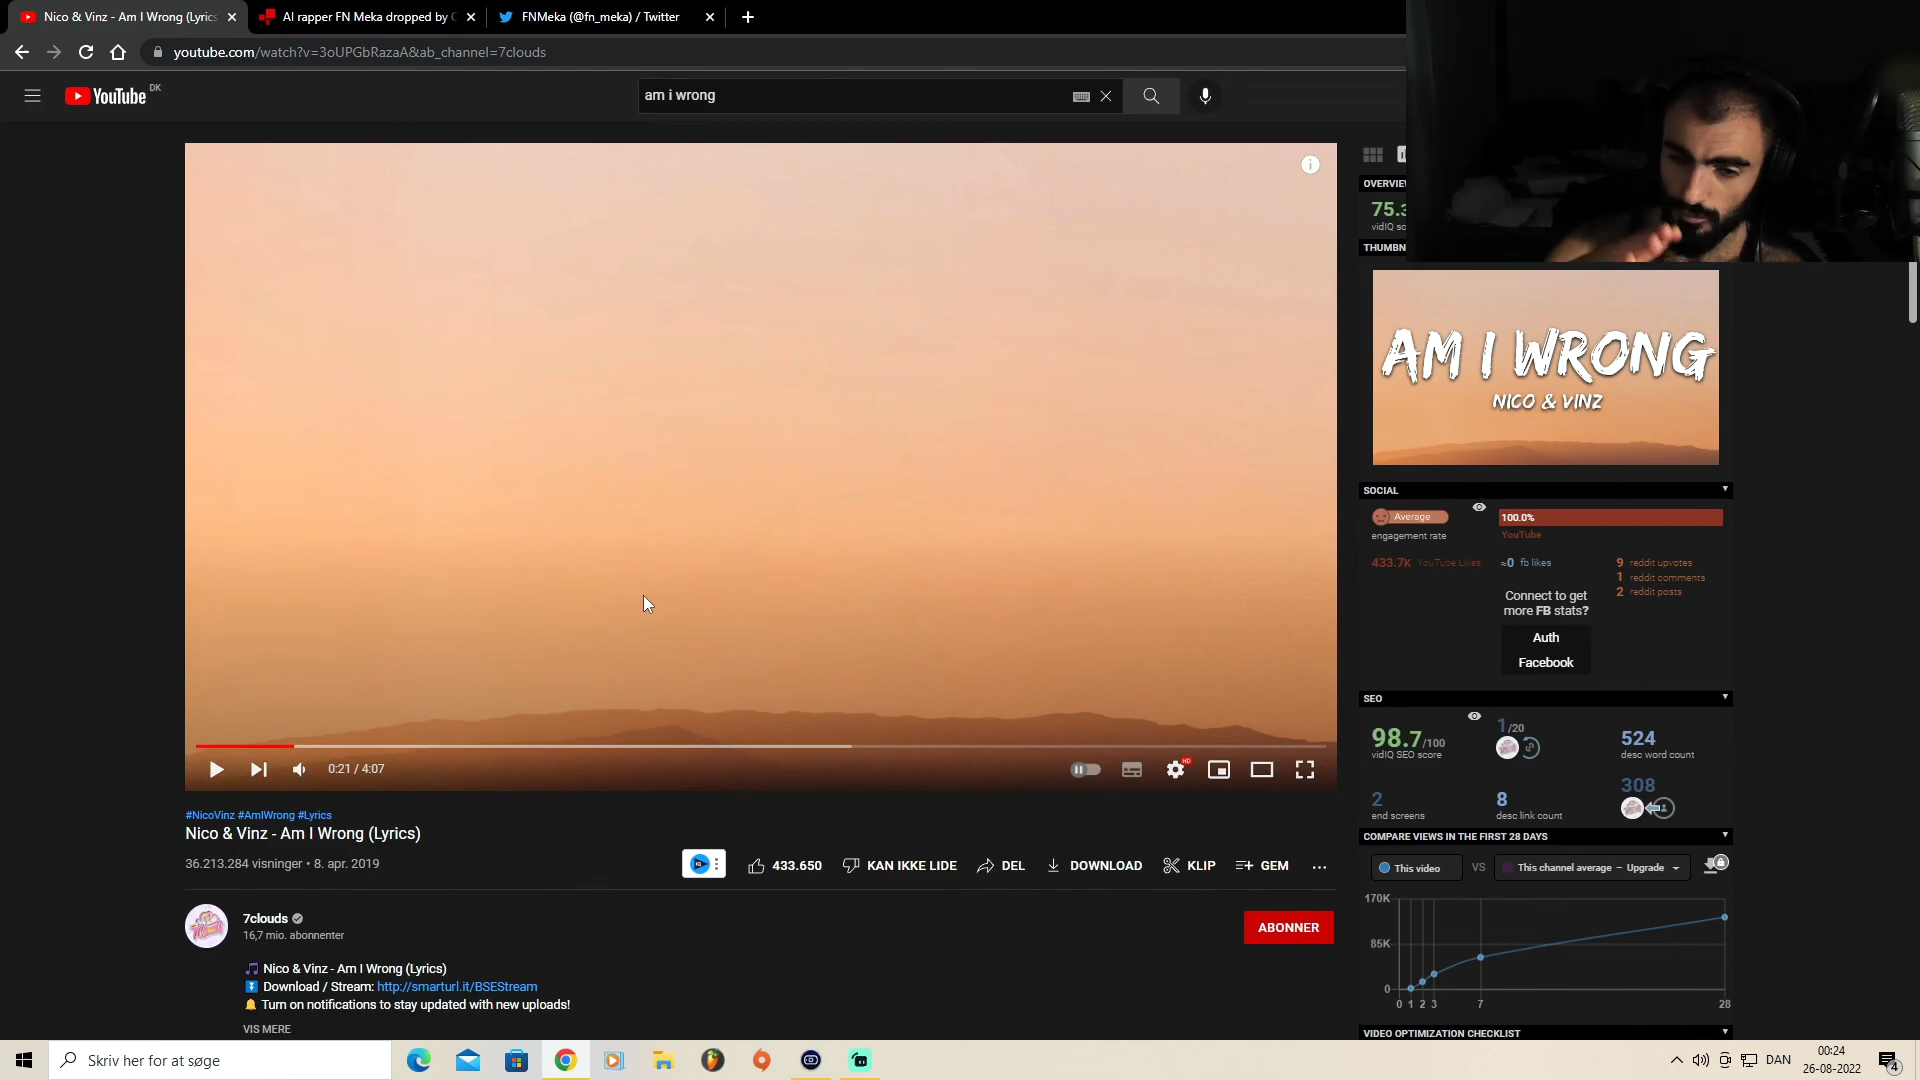 Nico & Vinz - Am I Wrong (Lyrics
AI rapper FN Meka dropped by C
FNMeka (@fn_meka) / Twitter
youtube.com/watch?v=3oUPGbRazaA&ab_channel=7clouds
YouTube DK
am i wrong
OVERVIEW
75.3
vidIQ sc
THUMBN
AM I WRONG
NICO & VINZ
SOCIAL
Average
engagement rate
100.0%
YouTube
433.7K YouTube Likes
≈0 fb likes
9 reddit upvotes
1 reddit comments
2 reddit posts
Connect to get
more FB stats?
Auth
Facebook
SEO
98.7/100
vidIQ SEO score
1/20
524
desc word count
2
end screens
8
desc link count
308
COMPARE VIEWS IN THE FIRST 28 DAYS
This video VS This channel average – Upgrade
170K
85K
0
0 1 2 3 7 28
VIDEO OPTIMIZATION CHECKLIST
HD
0:21 / 4:07
#NicoVinz #AmIWrong #Lyrics
Nico & Vinz - Am I Wrong (Lyrics)
36.213.284 visninger • 8. apr. 2019
433.650 KAN IKKE LIDE DEL DOWNLOAD KLIP GEM
7clouds
16,7 mio. abonnenter
ABONNER
🎵 Nico & Vinz - Am I Wrong (Lyrics)
⏬ Download / Stream: http://smarturl.it/BSEStream
🔔 Turn on notifications to stay updated with new uploads!
VIS MERE
Skriv her for at søge
DAN
00:24
26-08-2022
4